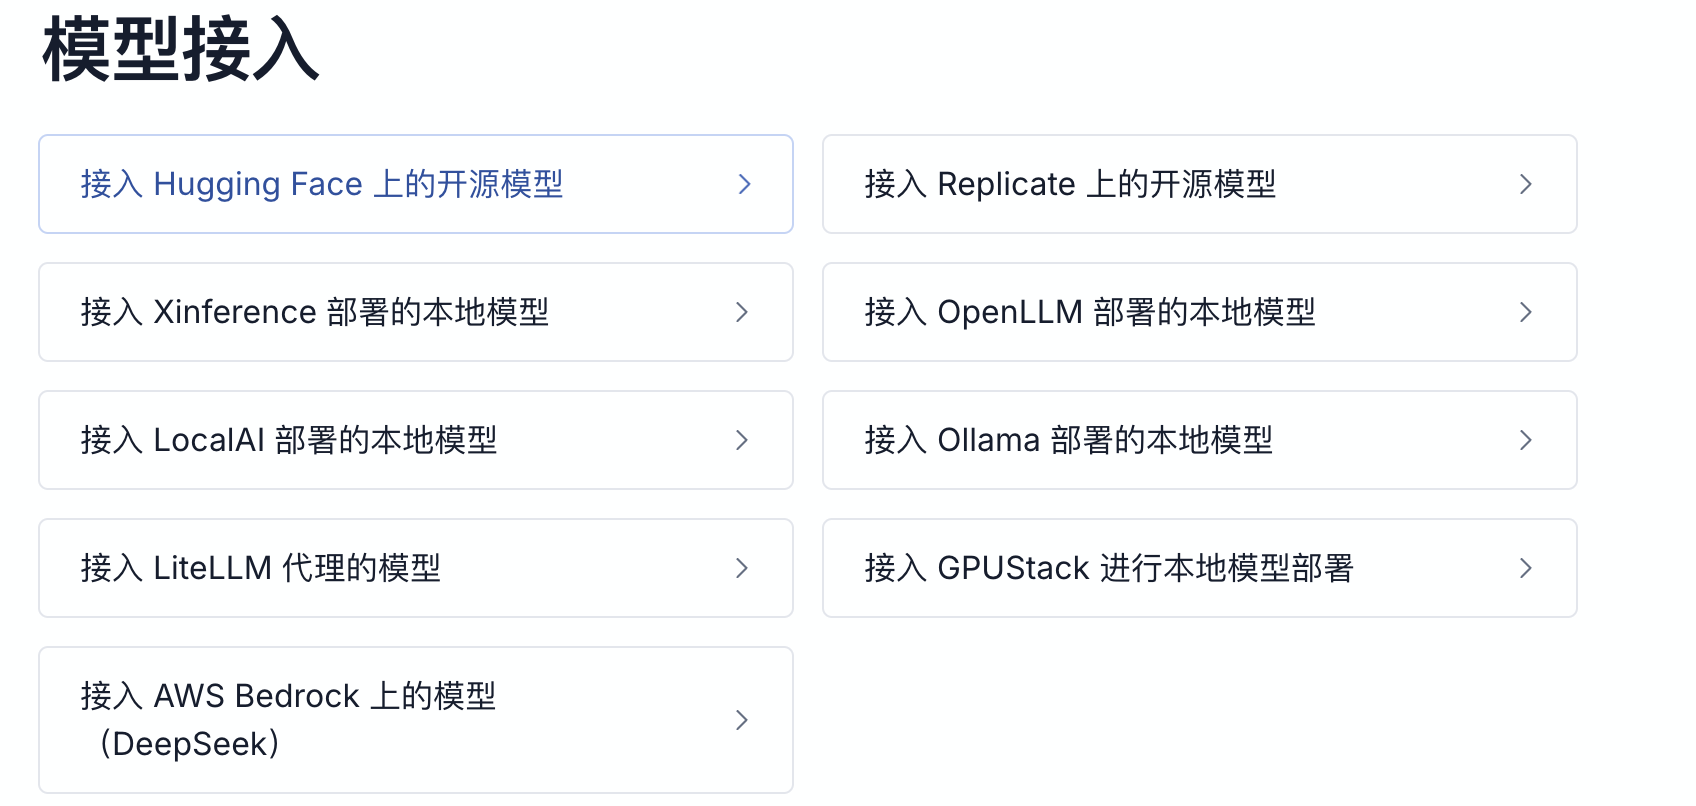 模型接入
接入 Hugging Face 上的开源模型
接入 Replicate 上的开源模型
接入 Xinference 部署的本地模型
接入 OpenLLM 部署的本地模型
接入 LocalAI 部署的本地模型
接入 Ollama 部署的本地模型
接入 LiteLLM 代理的模型
接入 GPUStack 进行本地模型部署
接入 AWS Bedrock 上的模型
（DeepSeek）